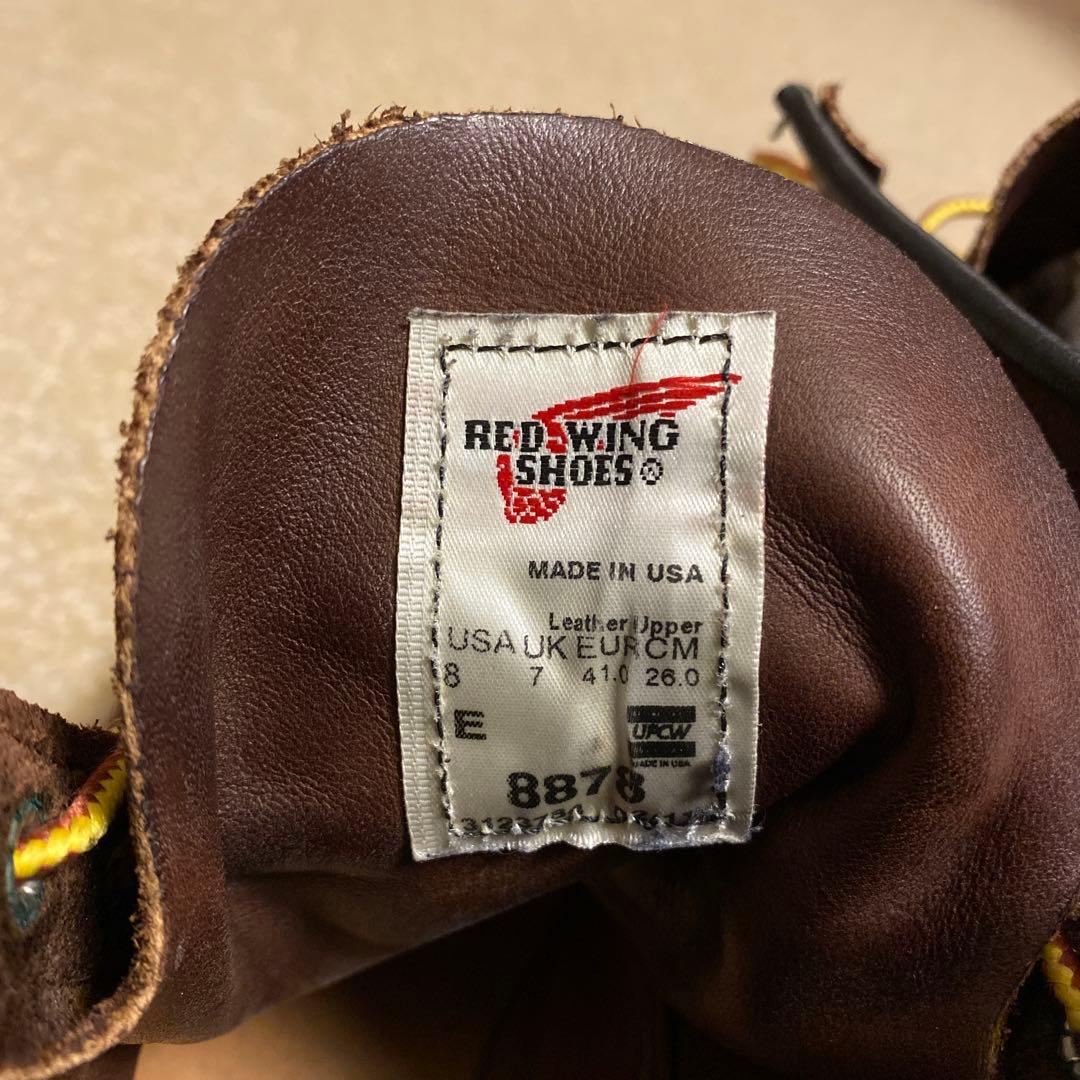 RED WING
SHOES®
MADE IN USA
Leather Upper
USA UK EUR CM
8 7 41.0 26.0
E
UFCW
MADE IN USA
8878